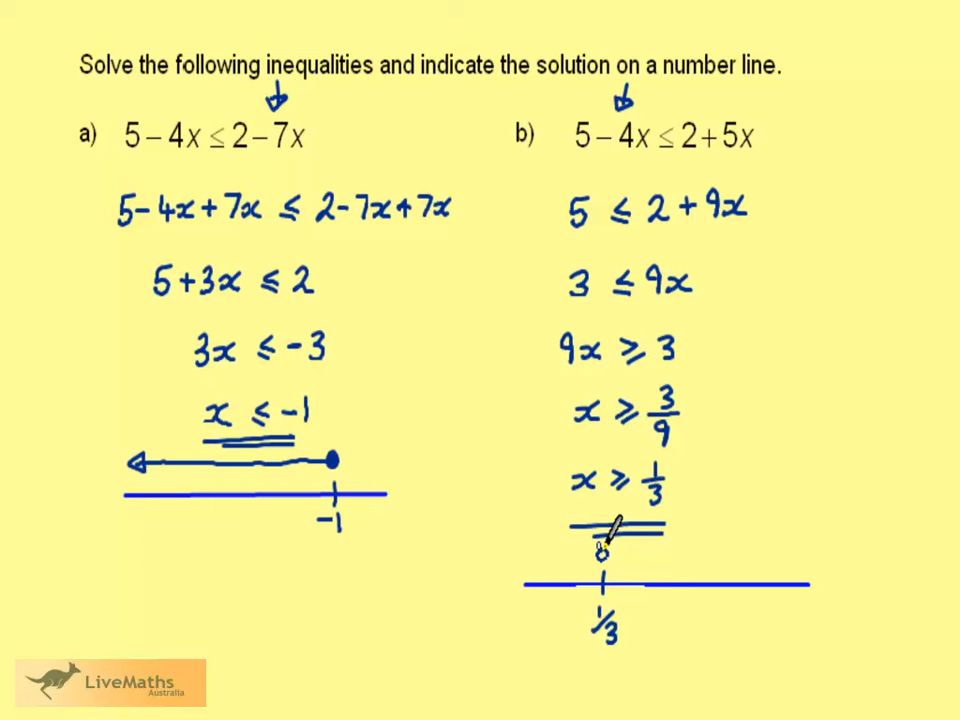 Solve the following inequalities and indicate the solution on a number line.
a) 5 − 4x ≤ 2 − 7x
5 − 4x + 7x ≤ 2 − 7x + 7x
5 + 3x ≤ 2
3x ≤ −3
x ≤ −1
−1
b) 5 − 4x ≤ 2 + 5x
5 ≤ 2 + 9x
3 ≤ 9x
9x ≥ 3
x ≥ 3/9
x ≥ 1/3
1/3
LiveMaths
Australia